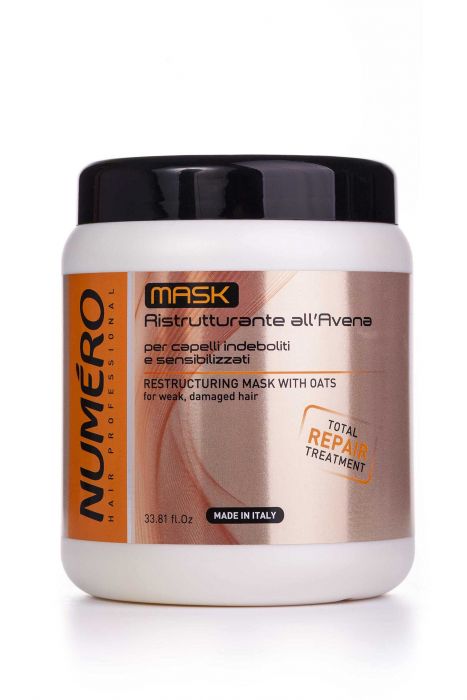 NUMÉRO
HAIR PROFESSIONAL
MASK
Ristrutturante all'Avena
per capelli indeboliti
e sensibilizzati
RESTRUCTURING MASK WITH OATS
for weak, damaged hair
TOTAL
REPAIR
TREATMENT
33.81 fl.Oz
MADE IN ITALY